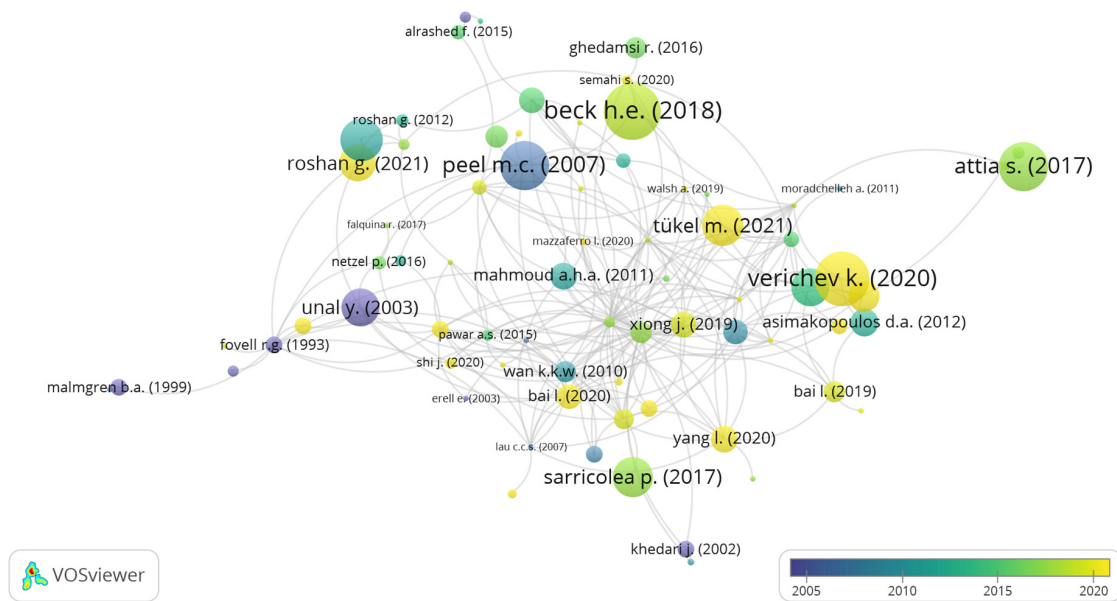 alrashed f. (2015)
ghedamsi r. (2016)
semahi s. (2020)
beck h.e. (2018)
roshan g. (2012)
roshan g. (2021)
peel m.c. (2007)
attia s. (2017)
walsh a. (2019)
moradchelleh a. (2011)
falquina r. (2017)
tükel m. (2021)
mazzaferro l. (2020)
netzel p. (2016)
mahmoud a.h.a. (2011)
verichev k. (2020)
unal y. (2003)
xiong j. (2019)
asimakopoulos d.a. (2012)
pawar a.s. (2015)
fovell r.g. (1993)
shi j. (2020)
wan k.k.w. (2010)
malmgren b.a. (1999)
bai l. (2019)
bai l. (2020)
erell e. (2003)
yang l. (2020)
lau c.c.s. (2007)
sarricolea p. (2017)
khedari j. (2002)
VOSviewer
2005 2010 2015 2020